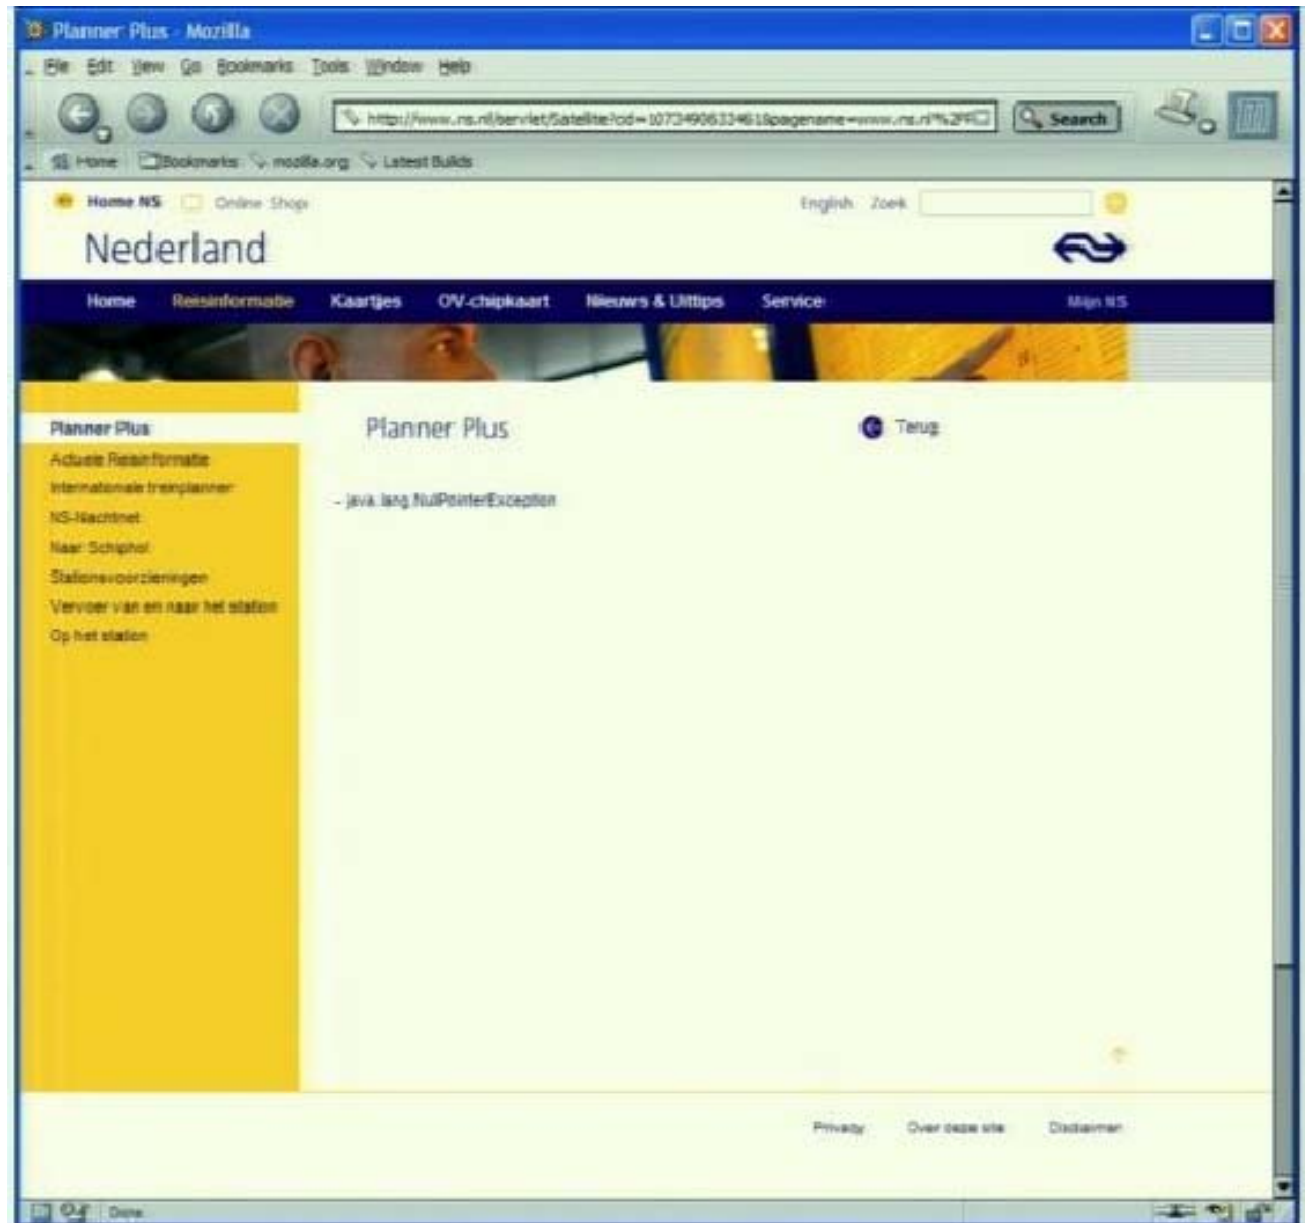 Planner Plus - Mozilla
File Edit View Go Bookmarks Tools Window Help
Search
Home Bookmarks mozilla.org Latest Builds
Home NS Online Shop English Zoek
Nederland
Home Reisinformatie Kaartjes OV-chipkaart Nieuws & Uittips Service Mijn NS
Planner Plus
Planner Plus Terug
Actuele Reisinformatie
Internationale treinplanner
- java.lang.NullPointerException
NS-Nachtnet
Naar Schiphol
Stationsvoorzieningen
Vervoer van en naar het station
Op het station
Privacy Over deze site Disclaimer
Done